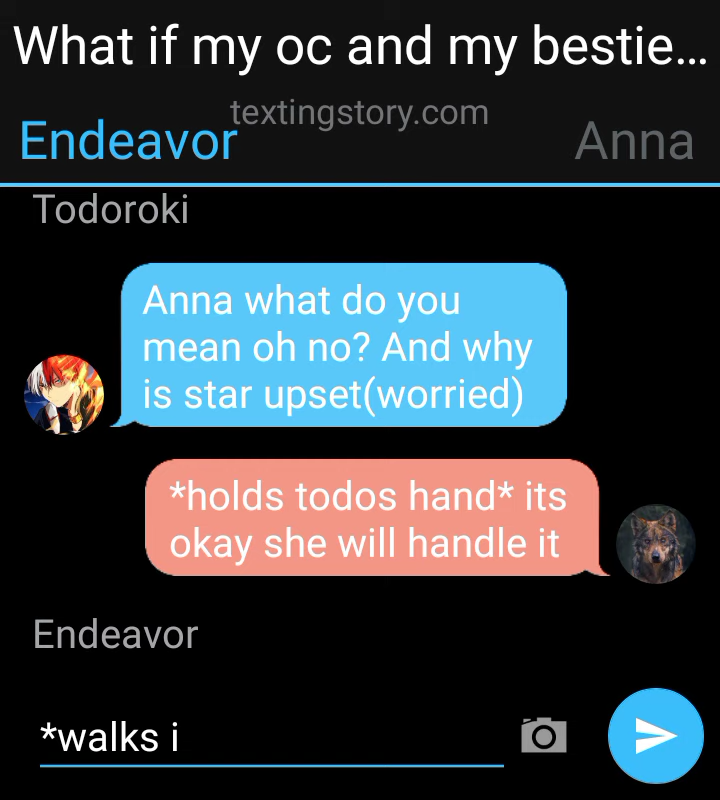 What if my oc and my bestie...
textingstory.com
Endeavor Anna
Todoroki
Anna what do you
mean oh no? And why
is star upset(worried)
*holds todos hand* its
okay she will handle it
Endeavor
*walks i